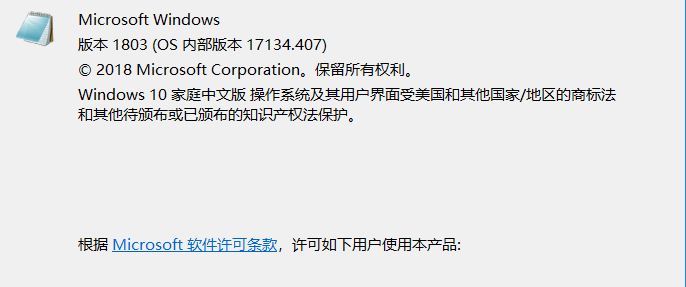 Microsoft Windows
版本 1803 (OS 内部版本 17134.407)
© 2018 Microsoft Corporation。保留所有权利。
Windows 10 家庭中文版 操作系统及其用户界面受美国和其他国家/地区的商标法
和其他待颁布或已颁布的知识产权法保护。
根据 Microsoft 软件许可条款，许可如下用户使用本产品: